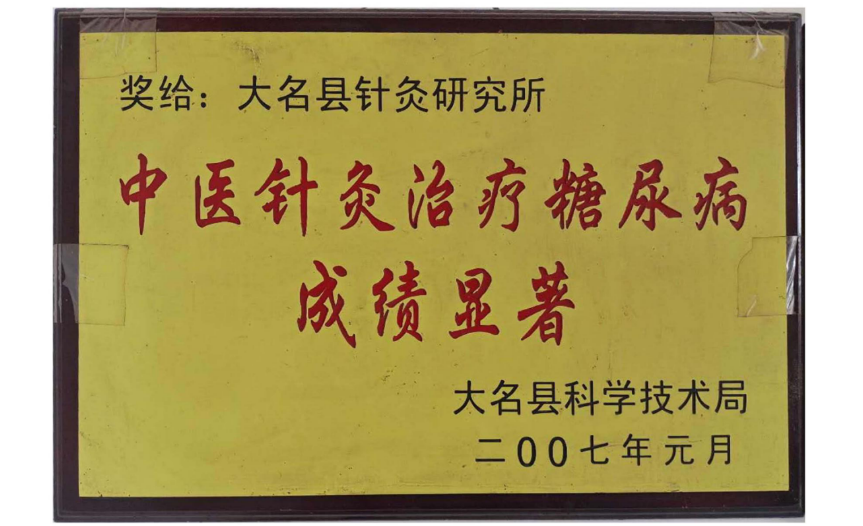 奖给：大名县针灸研究所
中医针灸治疗糖尿病
成绩显著
大名县科学技术局
二00七年元月